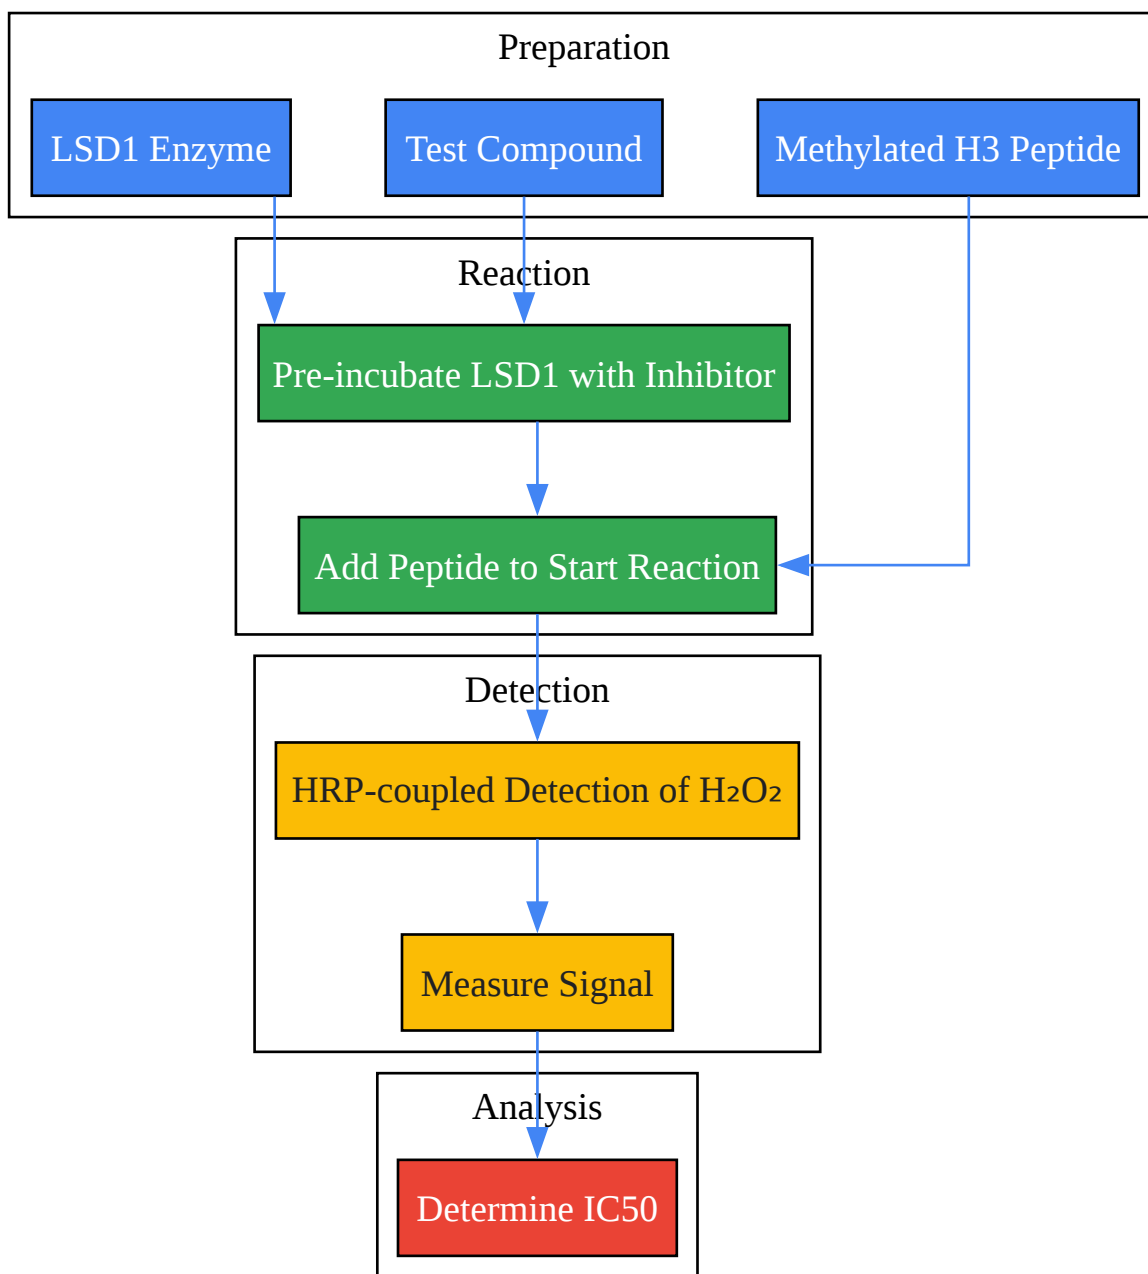 Preparation
LSD1 Enzyme
Test Compound
Methylated H3 Peptide
Reaction
Pre-incubate LSD1 with Inhibitor
Add Peptide to Start Reaction
Detection
HRP-coupled Detection of H₂O₂
Measure Signal
Analysis
Determine IC50